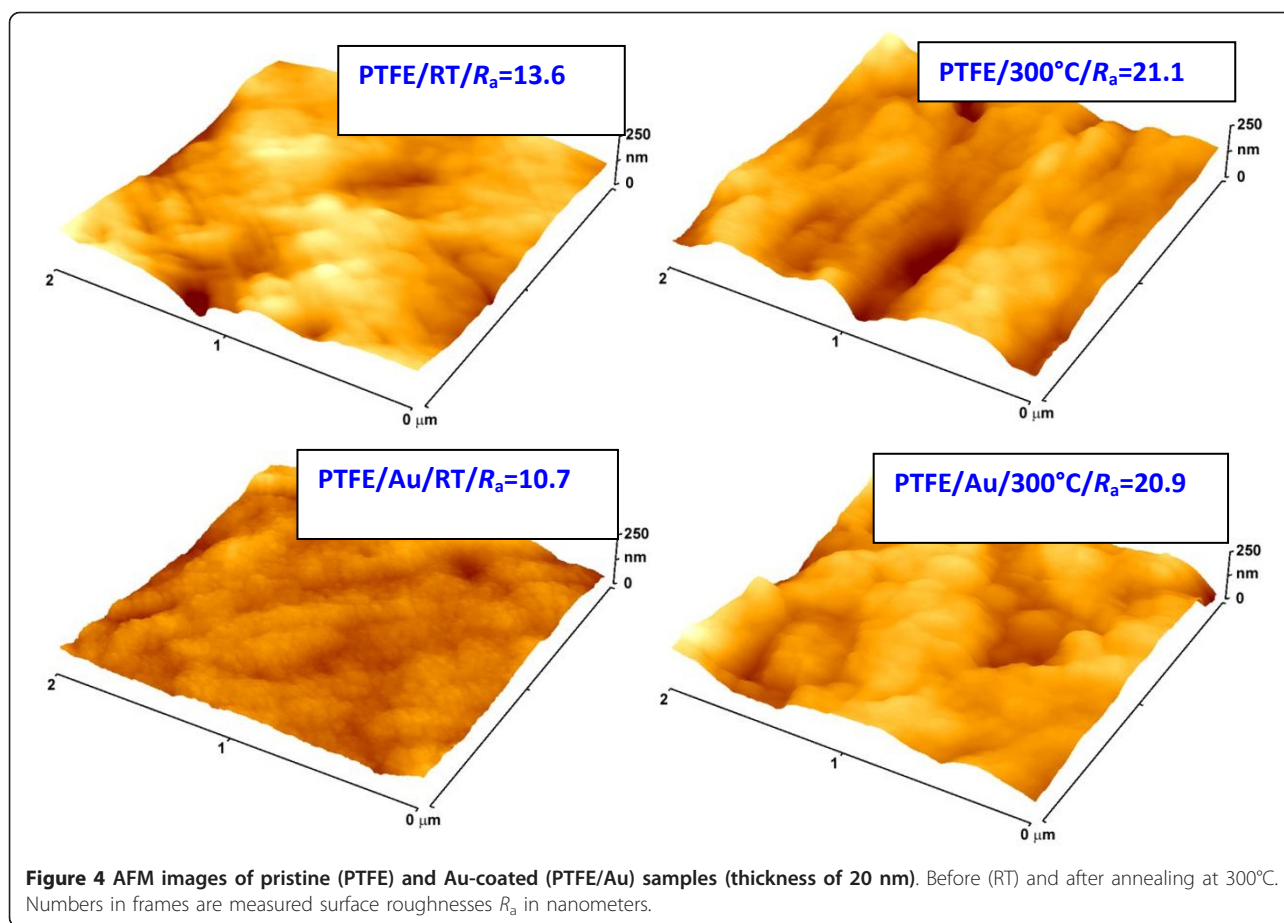 PTFE/RT/Ra=13.6
250
nm
0
2
1
0 μm
PTFE/300°C/Ra=21.1
250
nm
0
2
1
0 μm
PTFE/Au/RT/Ra=10.7
250
nm
0
2
1
0 μm
PTFE/Au/300°C/Ra=20.9
250
nm
0
2
1
0 μm
Figure 4 AFM images of pristine (PTFE) and Au-coated (PTFE/Au) samples (thickness of 20 nm). Before (RT) and after annealing at 300°C.
Numbers in frames are measured surface roughnesses Ra in nanometers.